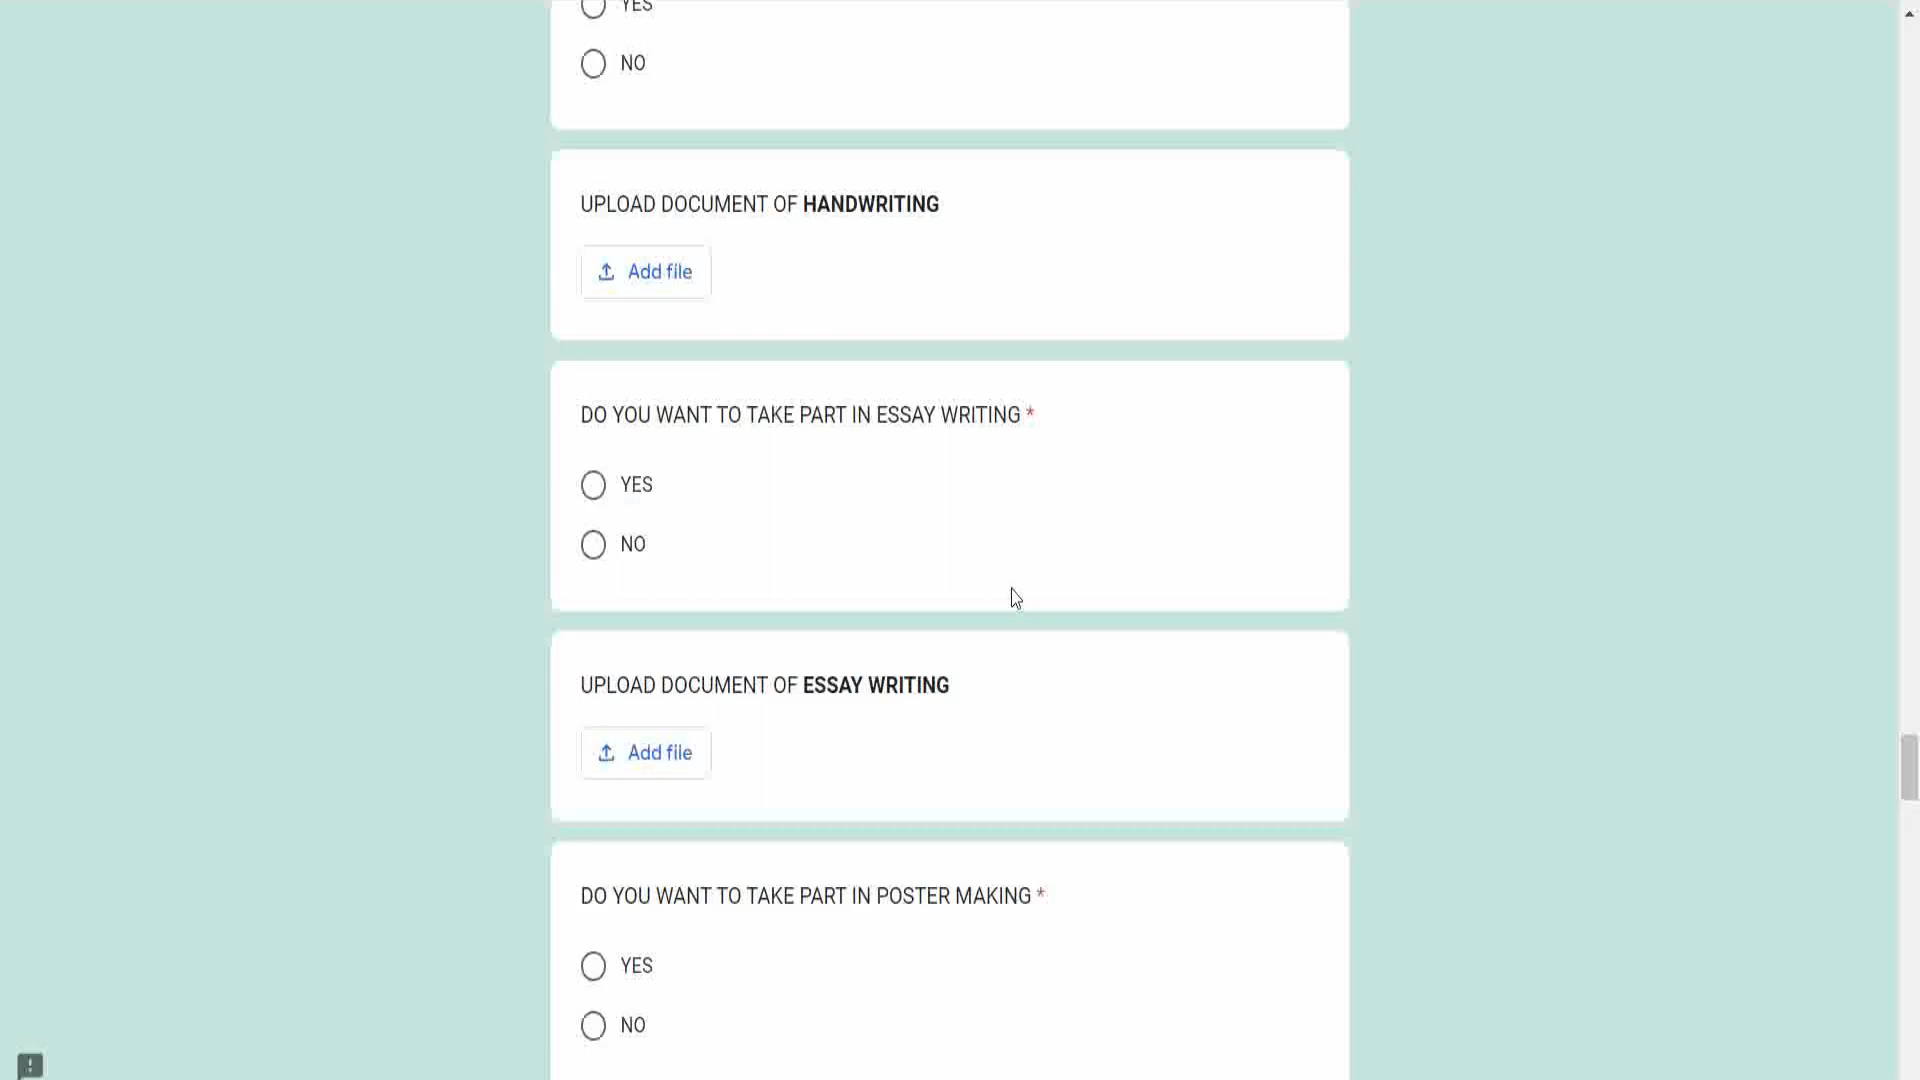 YES
NO
UPLOAD DOCUMENT OF HANDWRITING
Add file
DO YOU WANT TO TAKE PART IN ESSAY WRITING *
YES
NO
UPLOAD DOCUMENT OF ESSAY WRITING
Add file
DO YOU WANT TO TAKE PART IN POSTER MAKING *
YES
NO